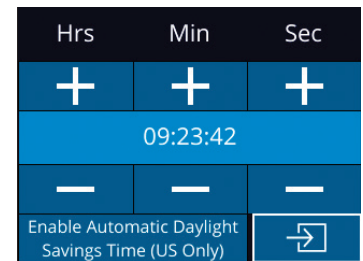 Hrs Min Sec
+ + +
09:23:42
— — —
Enable Automatic Daylight
Savings Time (US Only)